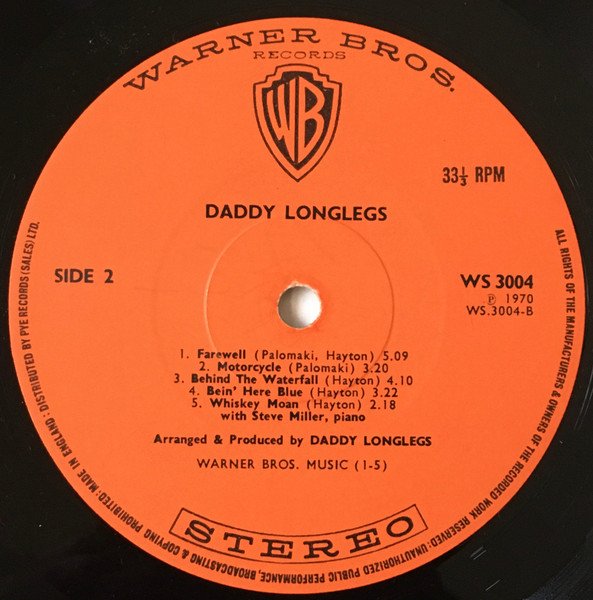 WARNER BROS.
RECORDS
WB
33⅓ RPM
DADDY LONGLEGS
SIDE 2
WS 3004
Ⓟ 1970
WS.3004-B
1. Farewell (Palomaki, Hayton) 5.09
2. Motorcycle (Palomaki) 3.20
3. Behind The Waterfall (Hayton) 4.10
4. Bein' Here Blue (Hayton) 3.22
5. Whiskey Moan (Hayton) 2.18
with Steve Miller, piano
Arranged & Produced by DADDY LONGLEGS
WARNER BROS. MUSIC (1-5)
STEREO
ALL RIGHTS OF THE MANUFACTURERS & OWNERS OF THE RECORDED WORK RESERVED: UNAUTHORIZED PUBLIC PERFORMANCE, BROADCASTING & COPYING PROHIBITED: MADE IN ENGLAND: DISTRIBUTED BY PYE RECORDS (SALES) LTD.